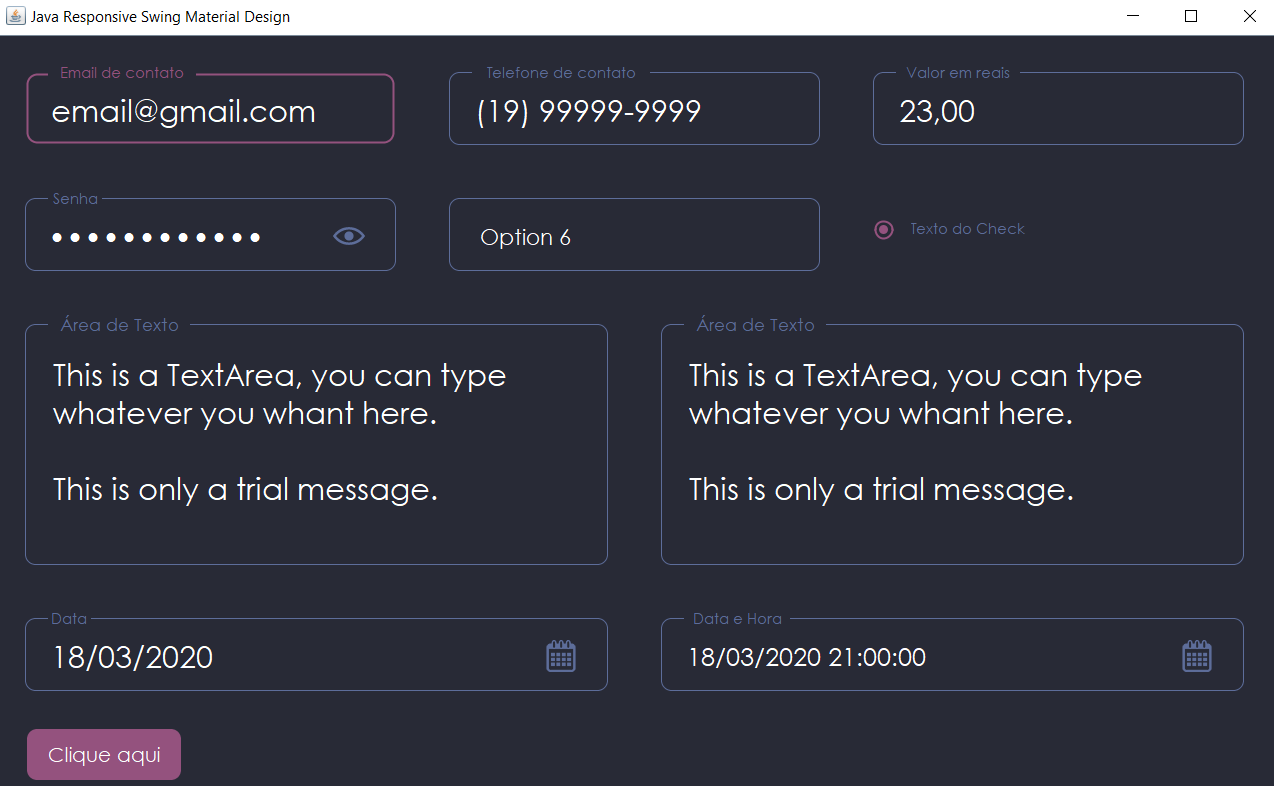 Java Responsive Swing Material Design
Email de contato
email@gmail.com
Telefone de contato
(19) 99999-9999
Valor em reais
23,00
Senha
••••••••••••
Option 6
Texto do Check
Área de Texto
This is a TextArea, you can type
whatever you whant here.
This is only a trial message.
Área de Texto
This is a TextArea, you can type
whatever you whant here.
This is only a trial message.
Data
18/03/2020
Data e Hora
18/03/2020 21:00:00
Clique aqui